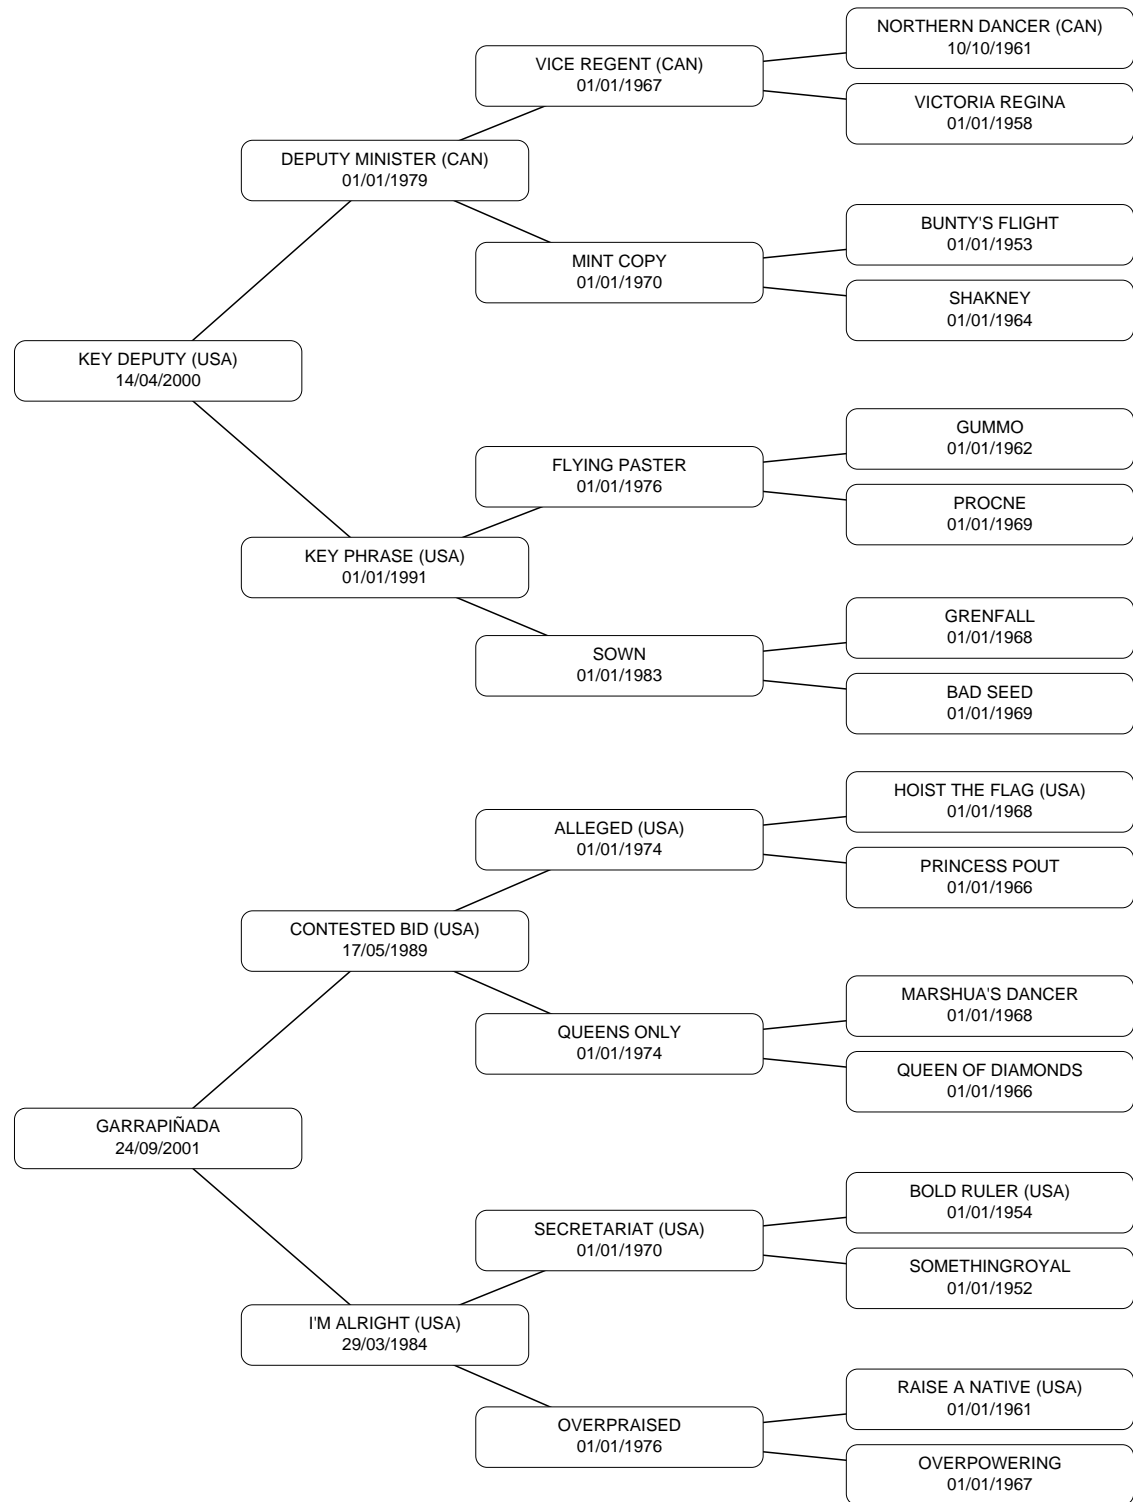 NORTHERN DANCER (CAN)
10/10/1961
VICE REGENT (CAN)
01/01/1967
VICTORIA REGINA
01/01/1958
DEPUTY MINISTER (CAN)
01/01/1979
BUNTY'S FLIGHT
01/01/1953
MINT COPY
01/01/1970
SHAKNEY
01/01/1964
KEY DEPUTY (USA)
14/04/2000
GUMMO
01/01/1962
FLYING PASTER
01/01/1976
PROCNE
01/01/1969
KEY PHRASE (USA)
01/01/1991
GRENFALL
01/01/1968
SOWN
01/01/1983
BAD SEED
01/01/1969
HOIST THE FLAG (USA)
01/01/1968
ALLEGED (USA)
01/01/1974
PRINCESS POUT
01/01/1966
CONTESTED BID (USA)
17/05/1989
MARSHUA'S DANCER
01/01/1968
QUEENS ONLY
01/01/1974
QUEEN OF DIAMONDS
01/01/1966
GARRAPIÑADA
24/09/2001
BOLD RULER (USA)
01/01/1954
SECRETARIAT (USA)
01/01/1970
SOMETHINGROYAL
01/01/1952
I'M ALRIGHT (USA)
29/03/1984
RAISE A NATIVE (USA)
01/01/1961
OVERPRAISED
01/01/1976
OVERPOWERING
01/01/1967